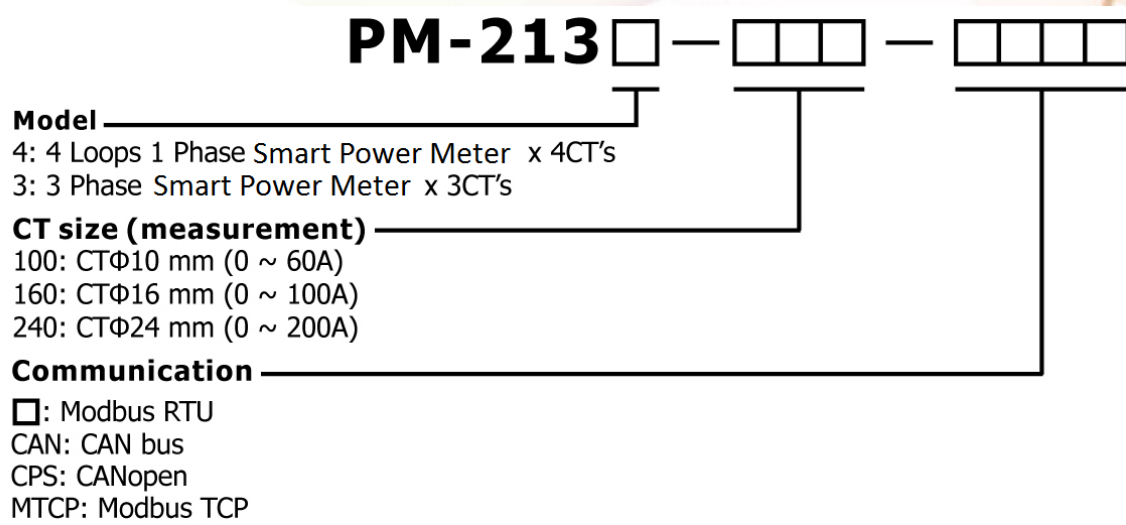 PM-213□—□□□—□□□□
Model
4: 4 Loops 1 Phase Smart Power Meter x 4CT’s
3: 3 Phase Smart Power Meter x 3CT’s
CT size (measurement)
100: CTΦ10 mm (0 ~ 60A)
160: CTΦ16 mm (0 ~ 100A)
240: CTΦ24 mm (0 ~ 200A)
Communication
□: Modbus RTU
CAN: CAN bus
CPS: CANopen
MTCP: Modbus TCP